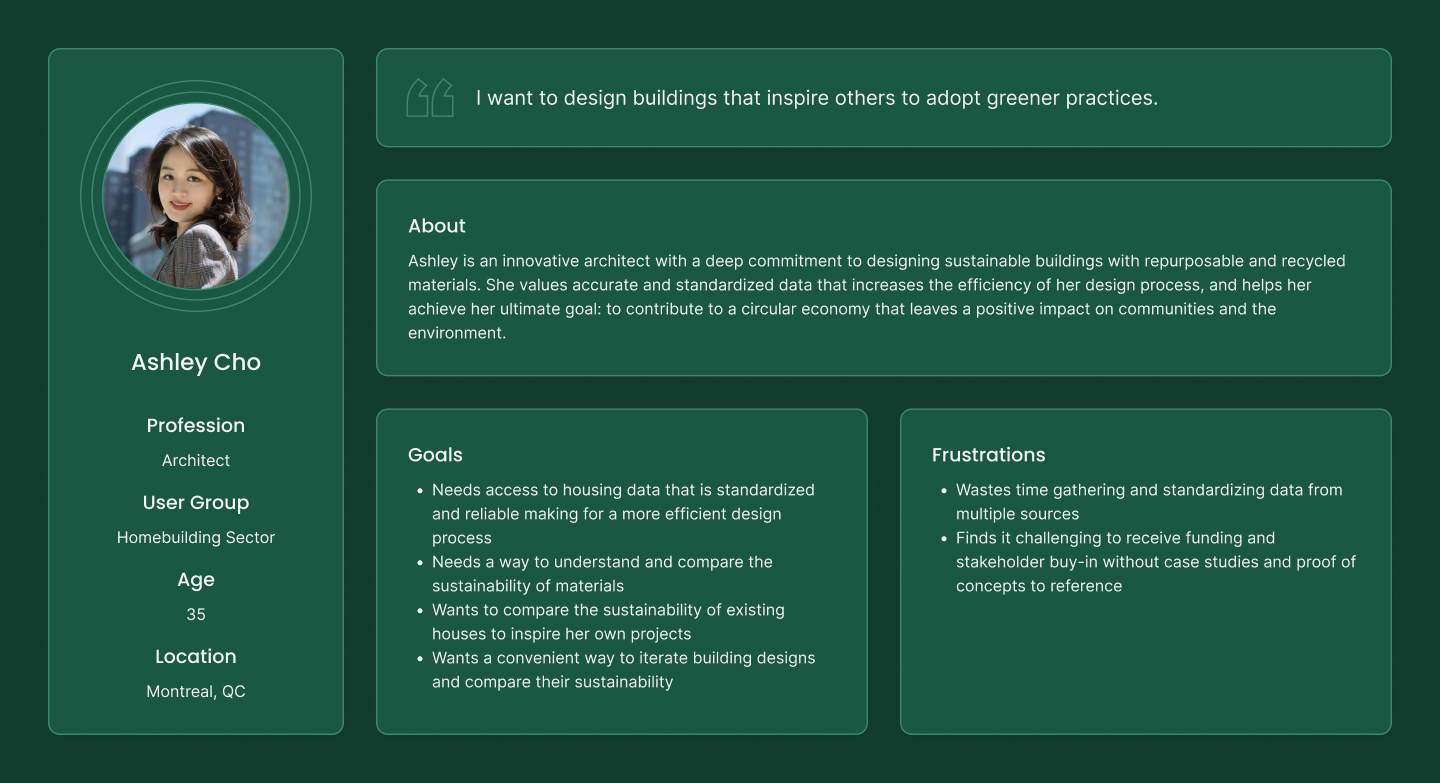 Ashley Cho
Profession
Architect
User Group
Homebuilding Sector
Age
35
Location
Montreal, QC
I want to design buildings that inspire others to adopt greener practices.
About
Ashley is an innovative architect with a deep commitment to designing sustainable buildings with repurposable and recycled
materials. She values accurate and standardized data that increases the efficiency of her design process, and helps her
achieve her ultimate goal: to contribute to a circular economy that leaves a positive impact on communities and the
environment.
Goals
• Needs access to housing data that is standardized
and reliable making for a more efficient design
process
• Needs a way to understand and compare the
sustainability of materials
• Wants to compare the sustainability of existing
houses to inspire her own projects
• Wants a convenient way to iterate building designs
and compare their sustainability
Frustrations
• Wastes time gathering and standardizing data from
multiple sources
• Finds it challenging to receive funding and
stakeholder buy-in without case studies and proof of
concepts to reference